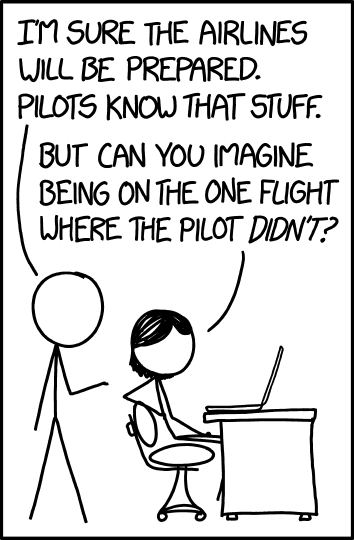 I'M SURE THE AIRLINES
WILL BE PREPARED.
PILOTS KNOW THAT STUFF.
BUT CAN YOU IMAGINE
BEING ON THE ONE FLIGHT
WHERE THE PILOT DIDN'T?